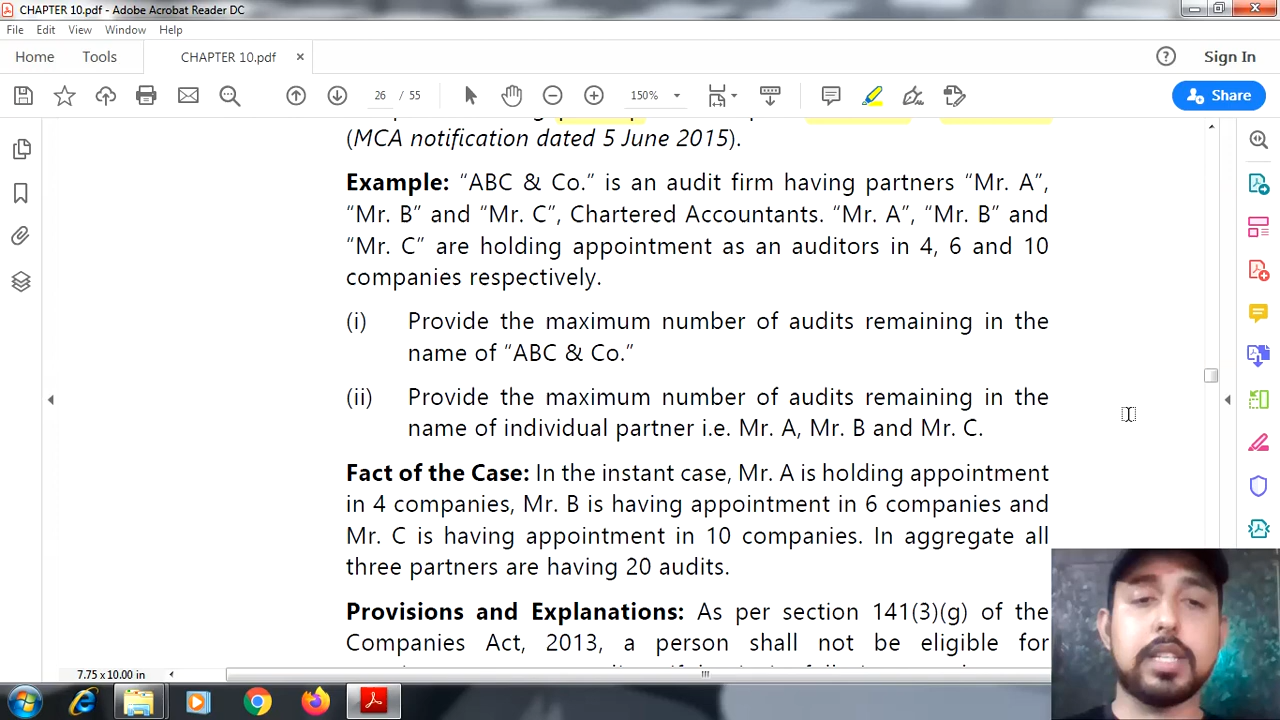 CHAPTER 10.pdf - Adobe Acrobat Reader DC
File Edit View Window Help
Home Tools CHAPTER 10.pdf × Sign In
26 / 55 150% Share
(MCA notification dated 5 June 2015).
Example: “ABC & Co.” is an audit firm having partners “Mr. A”,
“Mr. B” and “Mr. C”, Chartered Accountants. “Mr. A”, “Mr. B” and
“Mr. C” are holding appointment as an auditors in 4, 6 and 10
companies respectively.
(i) Provide the maximum number of audits remaining in the
name of “ABC & Co.”
(ii) Provide the maximum number of audits remaining in the
name of individual partner i.e. Mr. A, Mr. B and Mr. C.
Fact of the Case: In the instant case, Mr. A is holding appointment
in 4 companies, Mr. B is having appointment in 6 companies and
Mr. C is having appointment in 10 companies. In aggregate all
three partners are having 20 audits.
Provisions and Explanations: As per section 141(3)(g) of the
Companies Act, 2013, a person shall not be eligible for
7.75 x 10.00 in